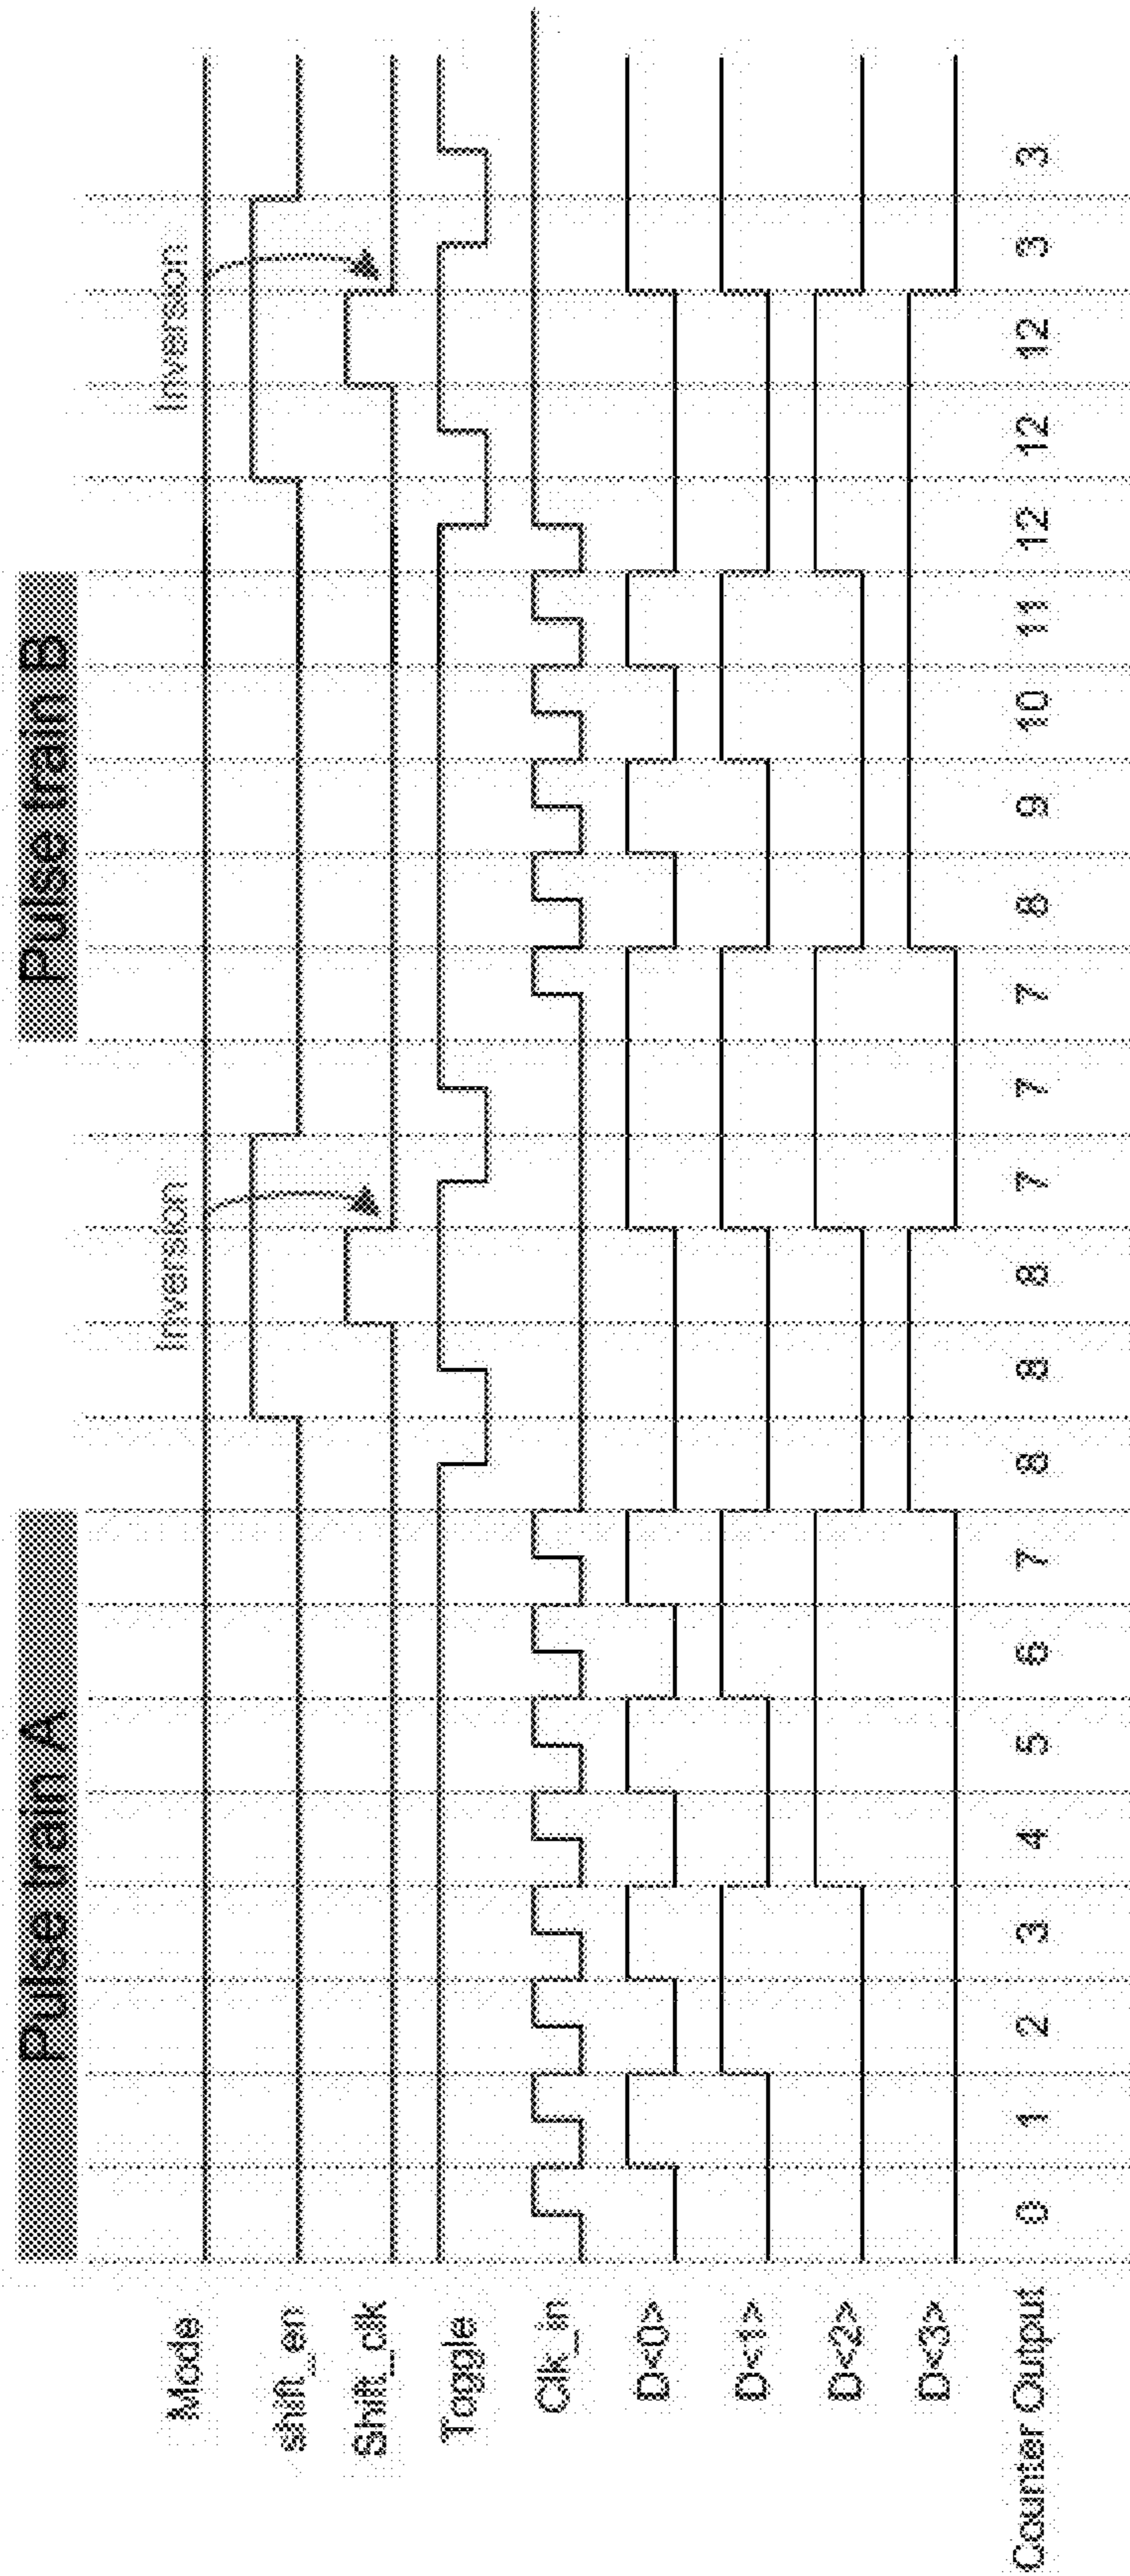 Pulse train A
Pulse train B
Mode
Inversion
Inversion
shift_en
Shift_clk
Toggle
Clk_in
D<0>
D<1>
D<2>
D<3>
Counter Output 0 1 2 3 4 5 6 7 8 8 8 7 7 7 8 9 10 11 12 12 12 3 3